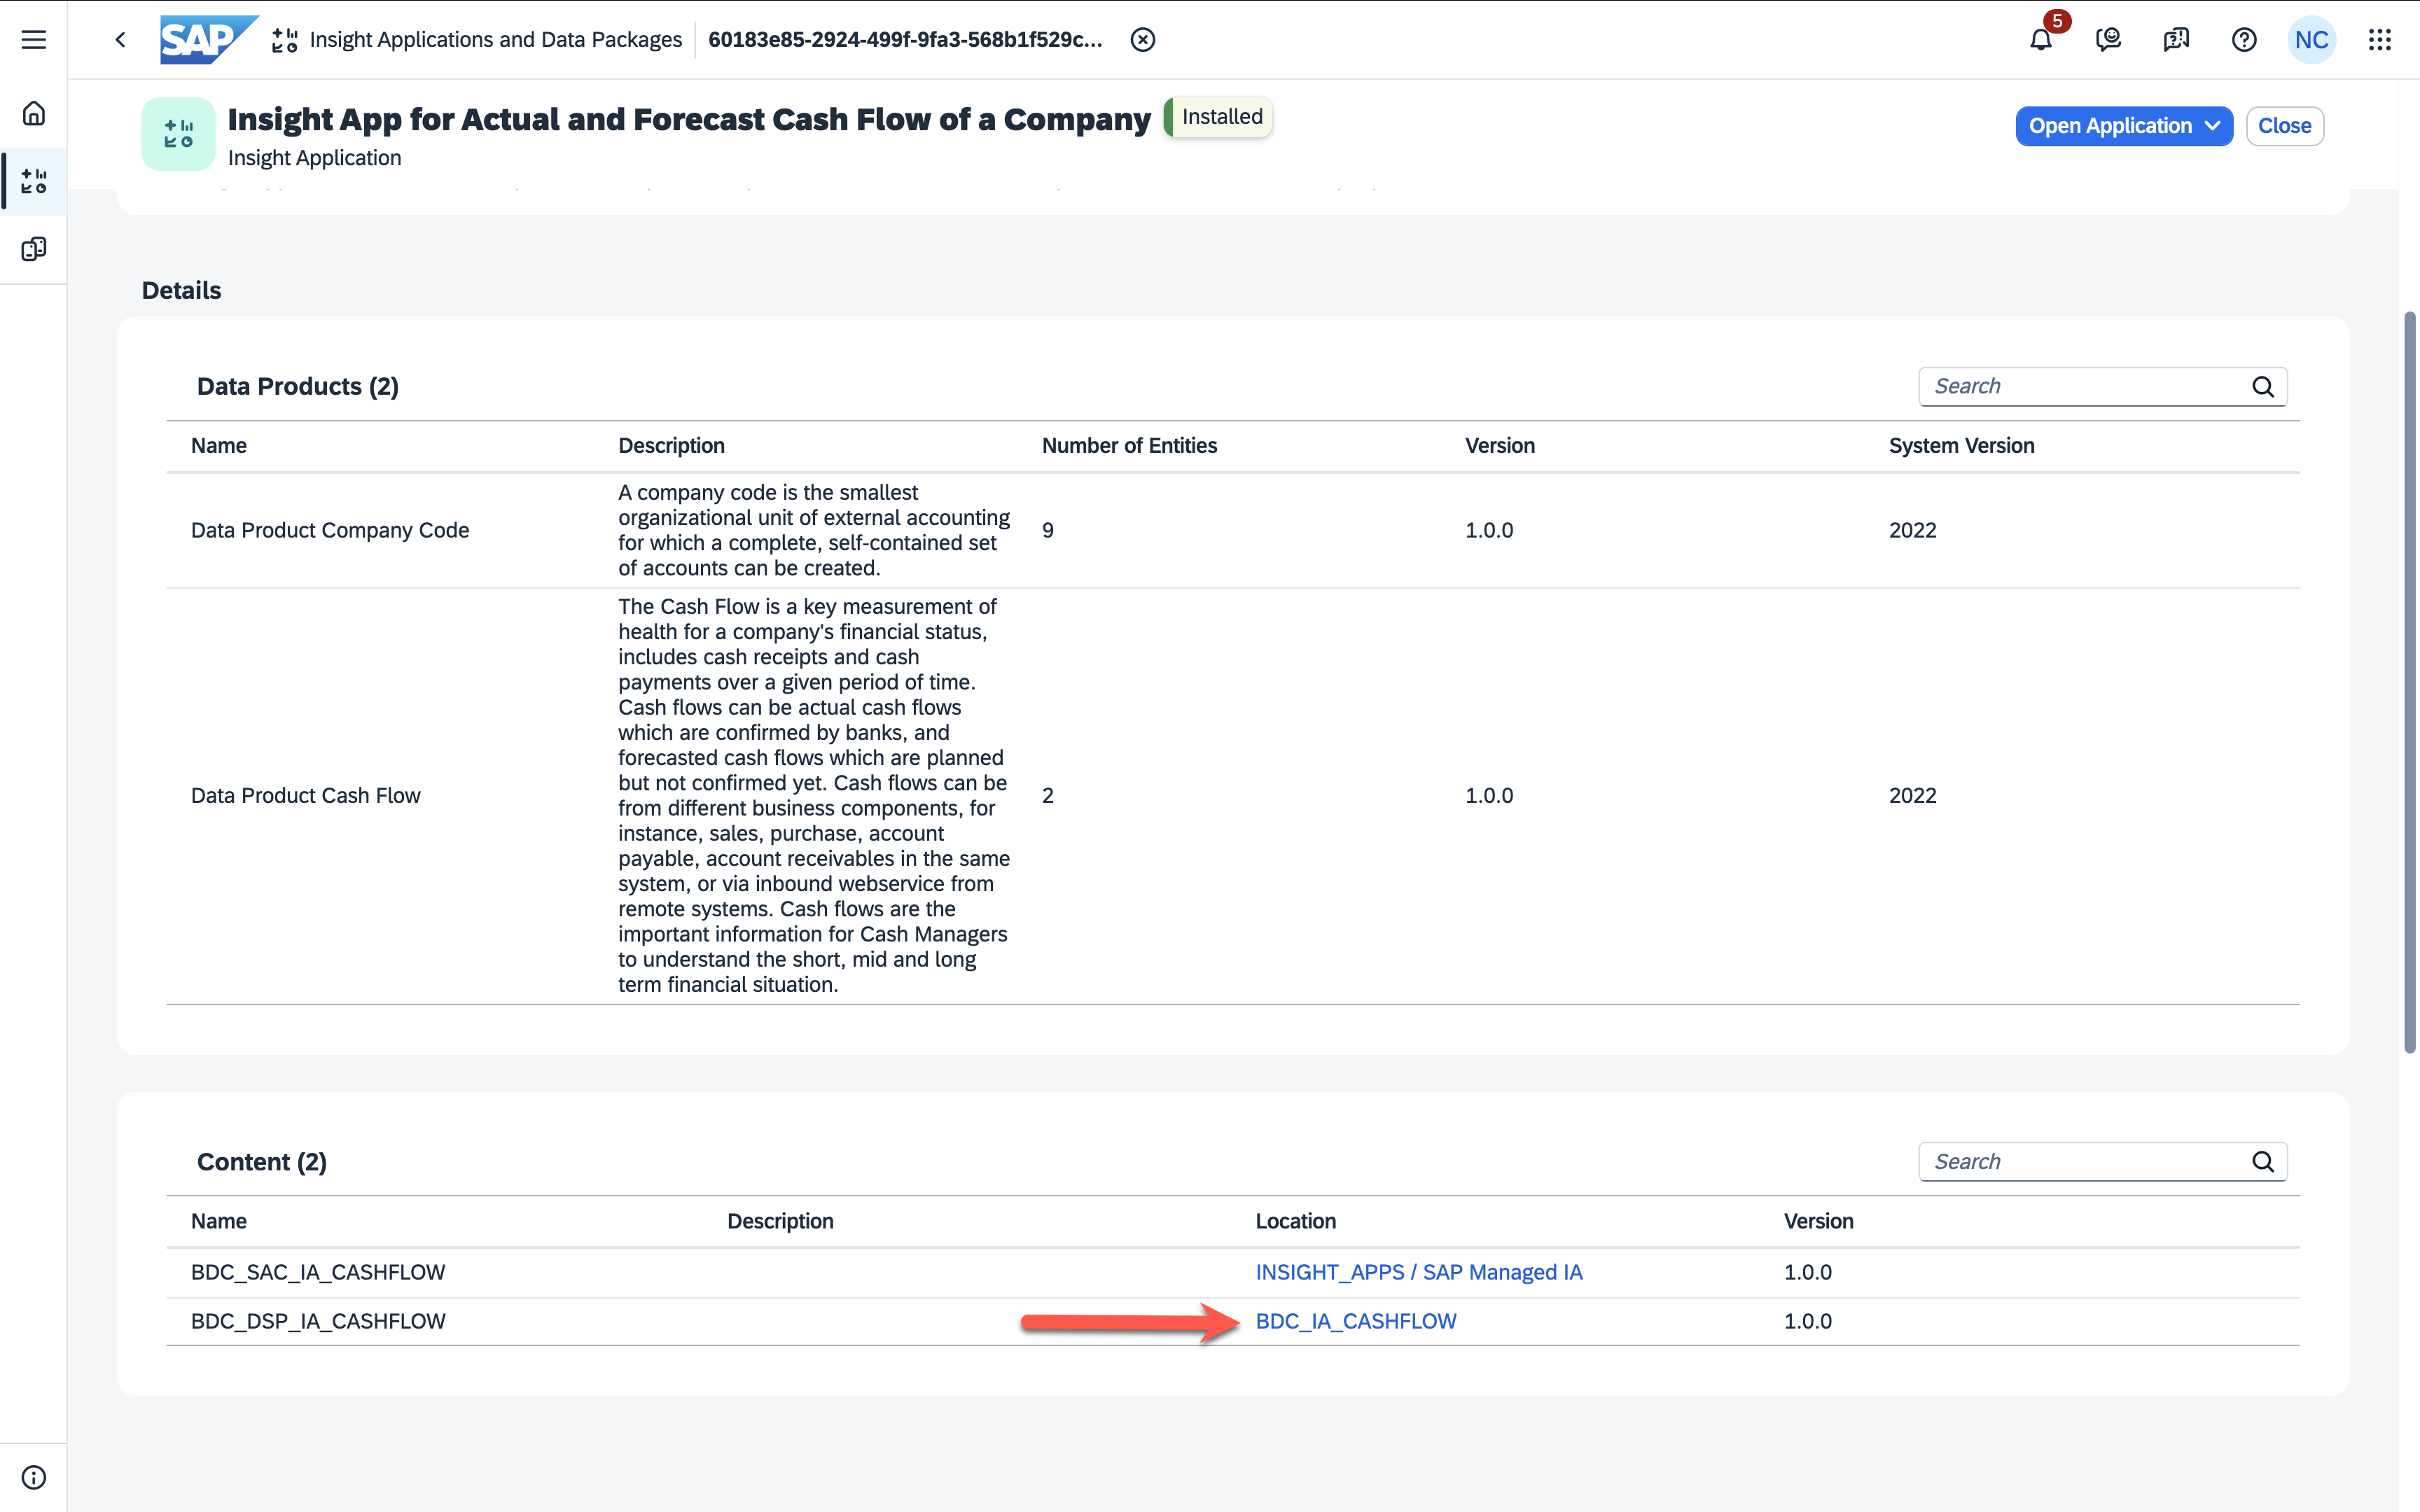 SAP Insight Applications and Data Packages 60183e85-2924-499f-9fa3-568b1f529c... 5 NC
Insight App for Actual and Forecast Cash Flow of a Company Installed
Insight Application
Open Application Close
Details
Data Products (2) Search
Name Description Number of Entities Version System Version
Data Product Company Code
A company code is the smallest
organizational unit of external accounting
for which a complete, self-contained set
of accounts can be created.
9 1.0.0 2022
Data Product Cash Flow
The Cash Flow is a key measurement of
health for a company's financial status,
includes cash receipts and cash
payments over a given period of time.
Cash flows can be actual cash flows
which are confirmed by banks, and
forecasted cash flows which are planned
but not confirmed yet. Cash flows can be
from different business components, for
instance, sales, purchase, account
payable, account receivables in the same
system, or via inbound webservice from
remote systems. Cash flows are the
important information for Cash Managers
to understand the short, mid and long
term financial situation.
2 1.0.0 2022
Content (2) Search
Name Description Location Version
BDC_SAC_IA_CASHFLOW INSIGHT_APPS / SAP Managed IA 1.0.0
BDC_DSP_IA_CASHFLOW BDC_IA_CASHFLOW 1.0.0